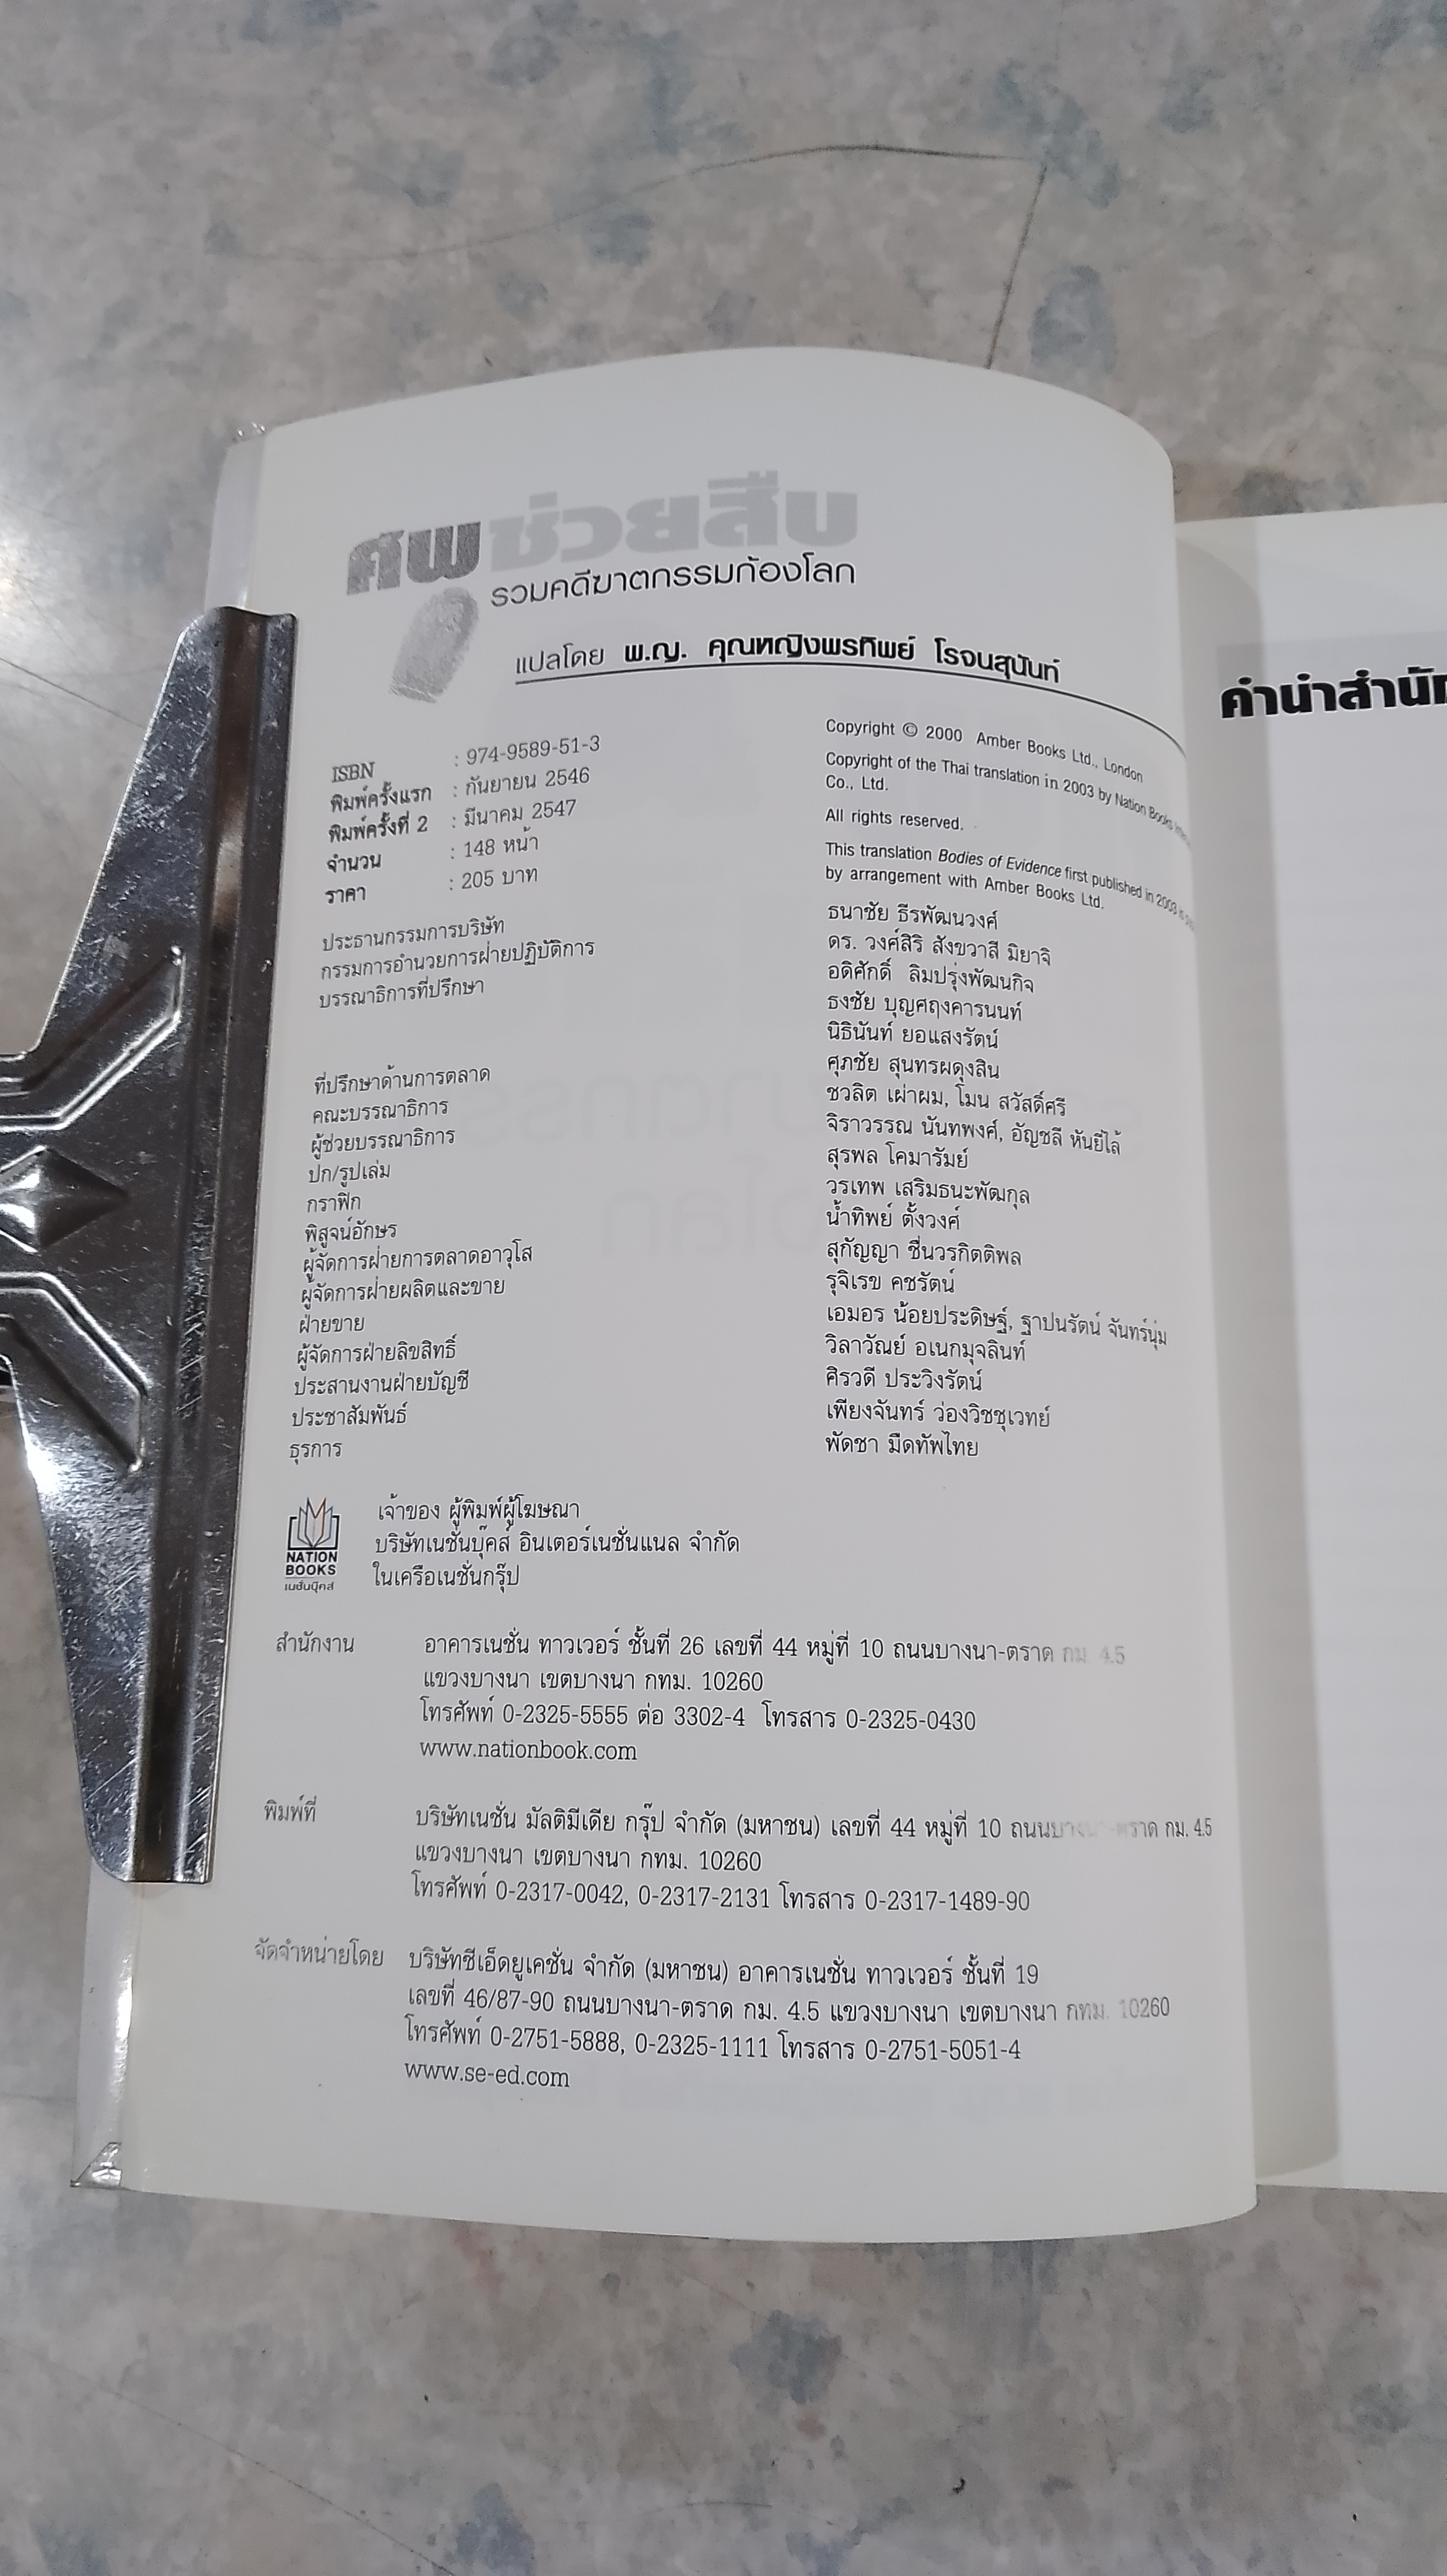 ศพช่วยสืบ
รวมคดีฆาตกรรมก้องโลก
แปลโดย พ.ญ. คุณหญิงพรทิพย์ โรจนสุนันท์
ISBN : 974-9589-51-3
พิมพ์ครั้งแรก : กันยายน 2546
พิมพ์ครั้งที่ 2 : มีนาคม 2547
จำนวน : 148 หน้า
ราคา : 205 บาท
Copyright © 2000 Amber Books Ltd., London
Copyright of the Thai translation in 2003 by Nation Books
Co., Ltd.
All rights reserved.
This translation Bodies of Evidence first published in 2003
by arrangement with Amber Books Ltd.
ประธานกรรมการบริษัท
กรรมการอำนวยการฝ่ายปฏิบัติการ
บรรณาธิการที่ปรึกษา
ที่ปรึกษาด้านการตลาด
คณะบรรณาธิการ
ผู้ช่วยบรรณาธิการ
ปก/รูปเล่ม
กราฟิก
พิสูจน์อักษร
ผู้จัดการฝ่ายการตลาดอาวุโส
ผู้จัดการฝ่ายผลิตและขาย
ฝ่ายขาย
ผู้จัดการฝ่ายลิขสิทธิ์
ประสานงานฝ่ายบัญชี
ประชาสัมพันธ์
ธุรการ
ธนาชัย ธีรพัฒนวงศ์
ดร. วงศ์สิริ สังขวาสี มิยาจิ
อดิศักดิ์ ลิมปรุ่งพัฒนกิจ
ธงชัย บุญศฤงคารนนท์
นิธินันท์ ยอแสงรัตน์
ศุภชัย สุนทรผดุงสิน
ชวลิต เผ่าผม, โมน สวัสดิ์ศรี
จิราวรรณ นันทพงศ์, อัญชลี หันยีไล้
สุรพล โคมารัมย์
วรเทพ เสริมธนะพัฒกุล
น้ำทิพย์ ตั้งวงศ์
สุกัญญา ชื่นวรกิตติพล
รุจิเรข คชรัตน์
เอมอร น้อยประดิษฐ์, ฐาปนรัตน์ จันทร์นุ่ม
วิลาวัณย์ อเนกมุจลินท์
ศิรวดี ประวิงรัตน์
เพียงจันทร์ ว่องวิชชุเวทย์
พัดชา มืดทัพไทย
NATION
BOOKS
เนชั่นบุ๊คส์
เจ้าของ ผู้พิมพ์ผู้โฆษณา
บริษัทเนชั่นบุ๊คส์ อินเตอร์เนชั่นแนล จำกัด
ในเครือเนชั่นกรุ๊ป
สำนักงาน อาคารเนชั่น ทาวเวอร์ ชั้นที่ 26 เลขที่ 44 หมู่ที่ 10 ถนนบางนา-ตราด กม. 4.5
แขวงบางนา เขตบางนา กทม. 10260
โทรศัพท์ 0-2325-5555 ต่อ 3302-4 โทรสาร 0-2325-0430
www.nationbook.com
พิมพ์ที่ บริษัทเนชั่น มัลติมีเดีย กรุ๊ป จำกัด (มหาชน) เลขที่ 44 หมู่ที่ 10 ถนนบางนา-ตราด กม. 4.5
แขวงบางนา เขตบางนา กทม. 10260
โทรศัพท์ 0-2317-0042, 0-2317-2131 โทรสาร 0-2317-1489-90
จัดจำหน่ายโดย บริษัทซีเอ็ดยูเคชั่น จำกัด (มหาชน) อาคารเนชั่น ทาวเวอร์ ชั้นที่ 19
เลขที่ 46/87-90 ถนนบางนา-ตราด กม. 4.5 แขวงบางนา เขตบางนา กทม. 10260
โทรศัพท์ 0-2751-5888, 0-2325-1111 โทรสาร 0-2751-5051-4
www.se-ed.com